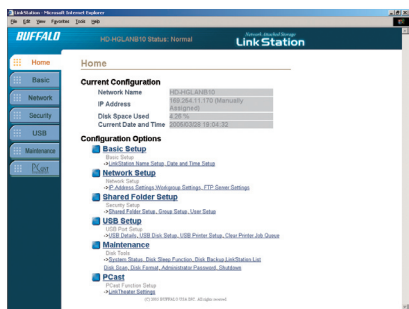 LinkStation - Microsoft Internet Explorer
File Edit View Favorites Tools Help
BUFFALO
HD-HGLANB10 Status: Normal
Network Attached Storage
LinkStation
Home
Basic
Network
Security
USB
Maintenance
PCast
Home
Current Configuration
Network Name HD-HGLANB10
IP Address 169.254.11.170 (Manually Assigned)
Disk Space Used 4.26 %
Current Date and Time 2005/02/28 19:04:32
Configuration Options
Basic Setup
Basic Setup
->LinkStation Name Setup, Date and Time Setup
Network Setup
Network Setup
->IP Address Settings,Workgroup Settings, FTP Server Settings
Shared Folder Setup
Security Setup
->Shared Folder Setup, Group Setup, User Setup
USB Setup
USB Port Setup
->USB Details, USB Disk Setup, USB Printer Setup, Clear Printer Job Queue
Maintenance
Disk Tools
->System Status, Disk Sleep Function, Disk Backup LinkStation List
Disk Scan, Disk Format, Administrator Password, Shutdown
PCast
PCast Function Setup
->LinkTheater Settings
BUFFALO USA INC. All rights reserved